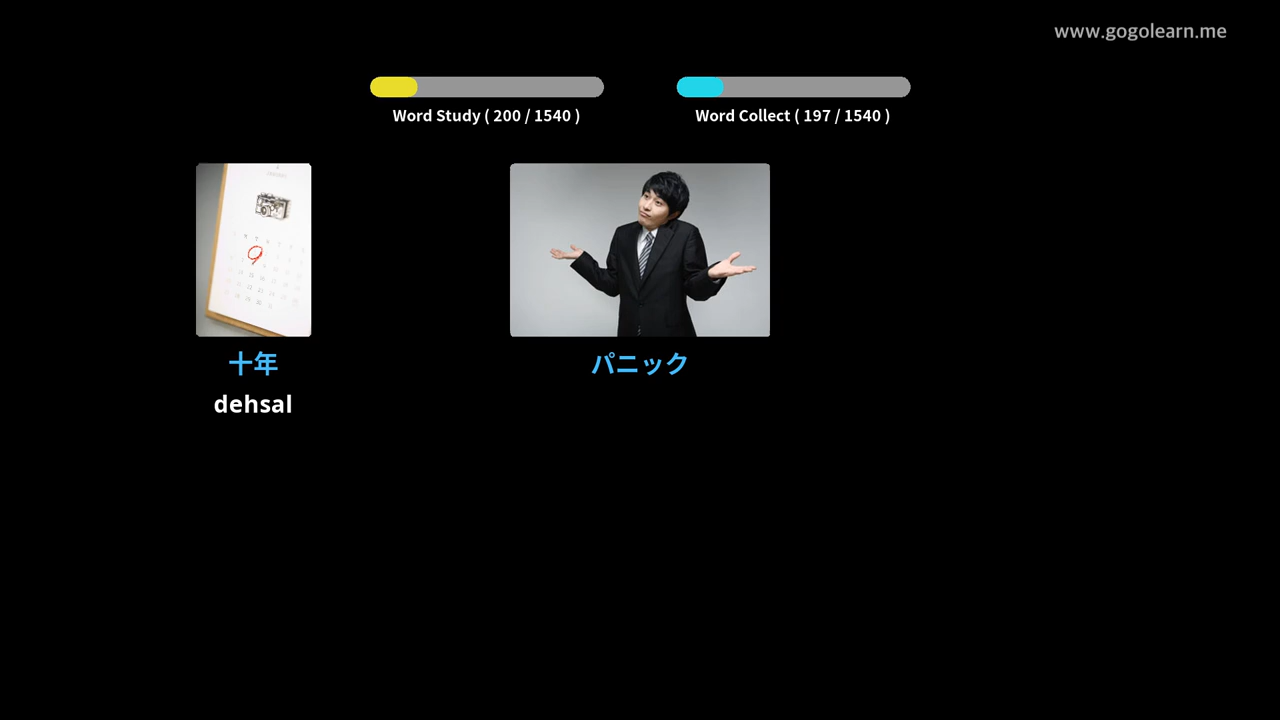 www.gogolearn.me
Word Study ( 200 / 1540 )
Word Collect ( 197 / 1540 )
十年
パニック
dehsal